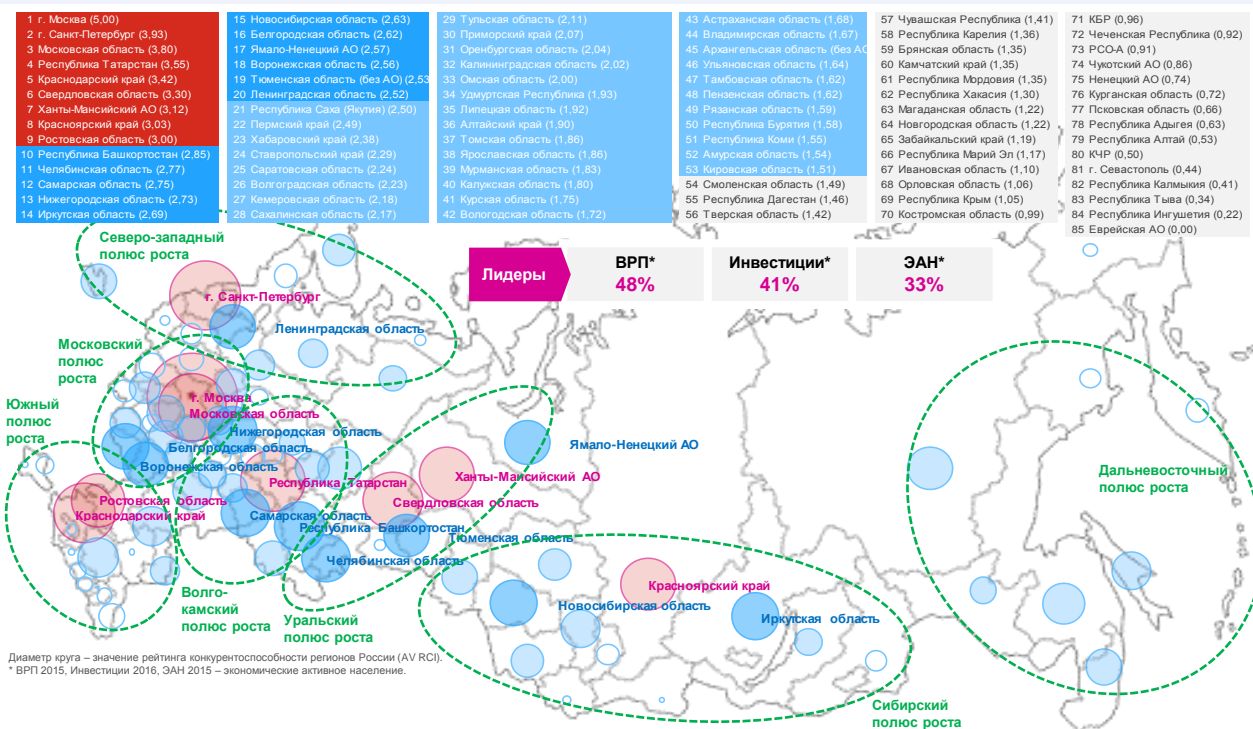 1 г. Москва (5,00)
2 г. Санкт-Петербург (3,93)
3 Московская область (3,80)
4 Республика Татарстан (3,55)
5 Краснодарский край (3,42)
6 Свердловская область (3,30)
7 Ханты-Мансийский АО (3,12)
8 Красноярский край (3,03)
9 Ростовская область (3,00)
10 Республика Башкортостан (2,85)
11 Челябинская область (2,77)
12 Самарская область (2,75)
13 Нижегородская область (2,73)
14 Иркутская область (2,69)
15 Новосибирская область (2,63)
16 Белгородская область (2,62)
17 Ямало-Ненецкий АО (2,57)
18 Воронежская область (2,56)
19 Тюменская область (без АО) (2,53
20 Ленинградская область (2,52)
21 Республика Саха (Якутия) (2,50)
22 Пермский край (2,49)
23 Хабаровский край (2,38)
24 Ставропольский край (2,29)
25 Саратовская область (2,24)
26 Волгоградская область (2,23)
27 Кемеровская область (2,18)
28 Сахалинская область (2,17)
29 Тульская область (2,11)
30 Приморский край (2,07)
31 Оренбургская область (2,04)
32 Калининградская область (2,02)
33 Омская область (2,00)
34 Удмуртская Республика (1,93)
35 Липецкая область (1,92)
36 Алтайский край (1,90)
37 Томская область (1,86)
38 Ярославская область (1,86)
39 Мурманская область (1,83)
40 Калужская область (1,80)
41 Курская область (1,75)
42 Вологодская область (1,72)
43 Астраханская область (1,68)
44 Владимирская область (1,67)
45 Архангельская область (без АО
46 Ульяновская область (1,64)
47 Тамбовская область (1,62)
48 Пензенская область (1,62)
49 Рязанская область (1,59)
50 Республика Бурятия (1,58)
51 Республика Коми (1,55)
52 Амурская область (1,54)
53 Кировская область (1,51)
54 Смоленская область (1,49)
55 Республика Дагестан (1,46)
56 Тверская область (1,42)
57 Чувашская Республика (1,41)
58 Республика Карелия (1,36)
59 Брянская область (1,35)
60 Камчатский край (1,35)
61 Республика Мордовия (1,35)
62 Республика Хакасия (1,30)
63 Магаданская область (1,22)
64 Новгородская область (1,22)
65 Забайкальский край (1,19)
66 Республика Марий Эл (1,17)
67 Ивановская область (1,10)
68 Орловская область (1,06)
69 Республика Крым (1,05)
70 Костромская область (0,99)
71 КБР (0,96)
72 Чеченская Республика (0,92)
73 РСО-А (0,91)
74 Чукотский АО (0,86)
75 Ненецкий АО (0,74)
76 Курганская область (0,72)
77 Псковская область (0,66)
78 Республика Адыгея (0,63)
79 Республика Алтай (0,53)
80 КЧР (0,50)
81 г. Севастополь (0,44)
82 Республика Калмыкия (0,41)
83 Республика Тыва (0,34)
84 Республика Ингушетия (0,22)
85 Еврейская АО (0,00)
Лидеры
ВРП*
48%
Инвестиции*
41%
ЭАН*
33%
Северо-западный
полюс роста
г. Санкт-Петербург
Ленинградская область
Московский
полюс
роста
г. Москва
Московская область
Южный
полюс
роста
Нижегородская область
Белгородская область
Воронежская область
Ямало-Ненецкий АО
Ханты-Мансийский АО
Республика Татарстан
Свердловская область
Ростовская область
Краснодарский край
Самарская область
Республика Башкортостан
Тюменская область
Челябинская область
Дальневосточный
полюс роста
Красноярский край
Новосибирская область
Иркутская область
Волго-
камский
полюс роста
Уральский
полюс роста
Сибирский
полюс роста
Диаметр круга – значение рейтинга конкурентоспособности регионов России (AV RCI).
* ВРП 2015, Инвестиции 2016, ЭАН 2015 – экономические активное население.